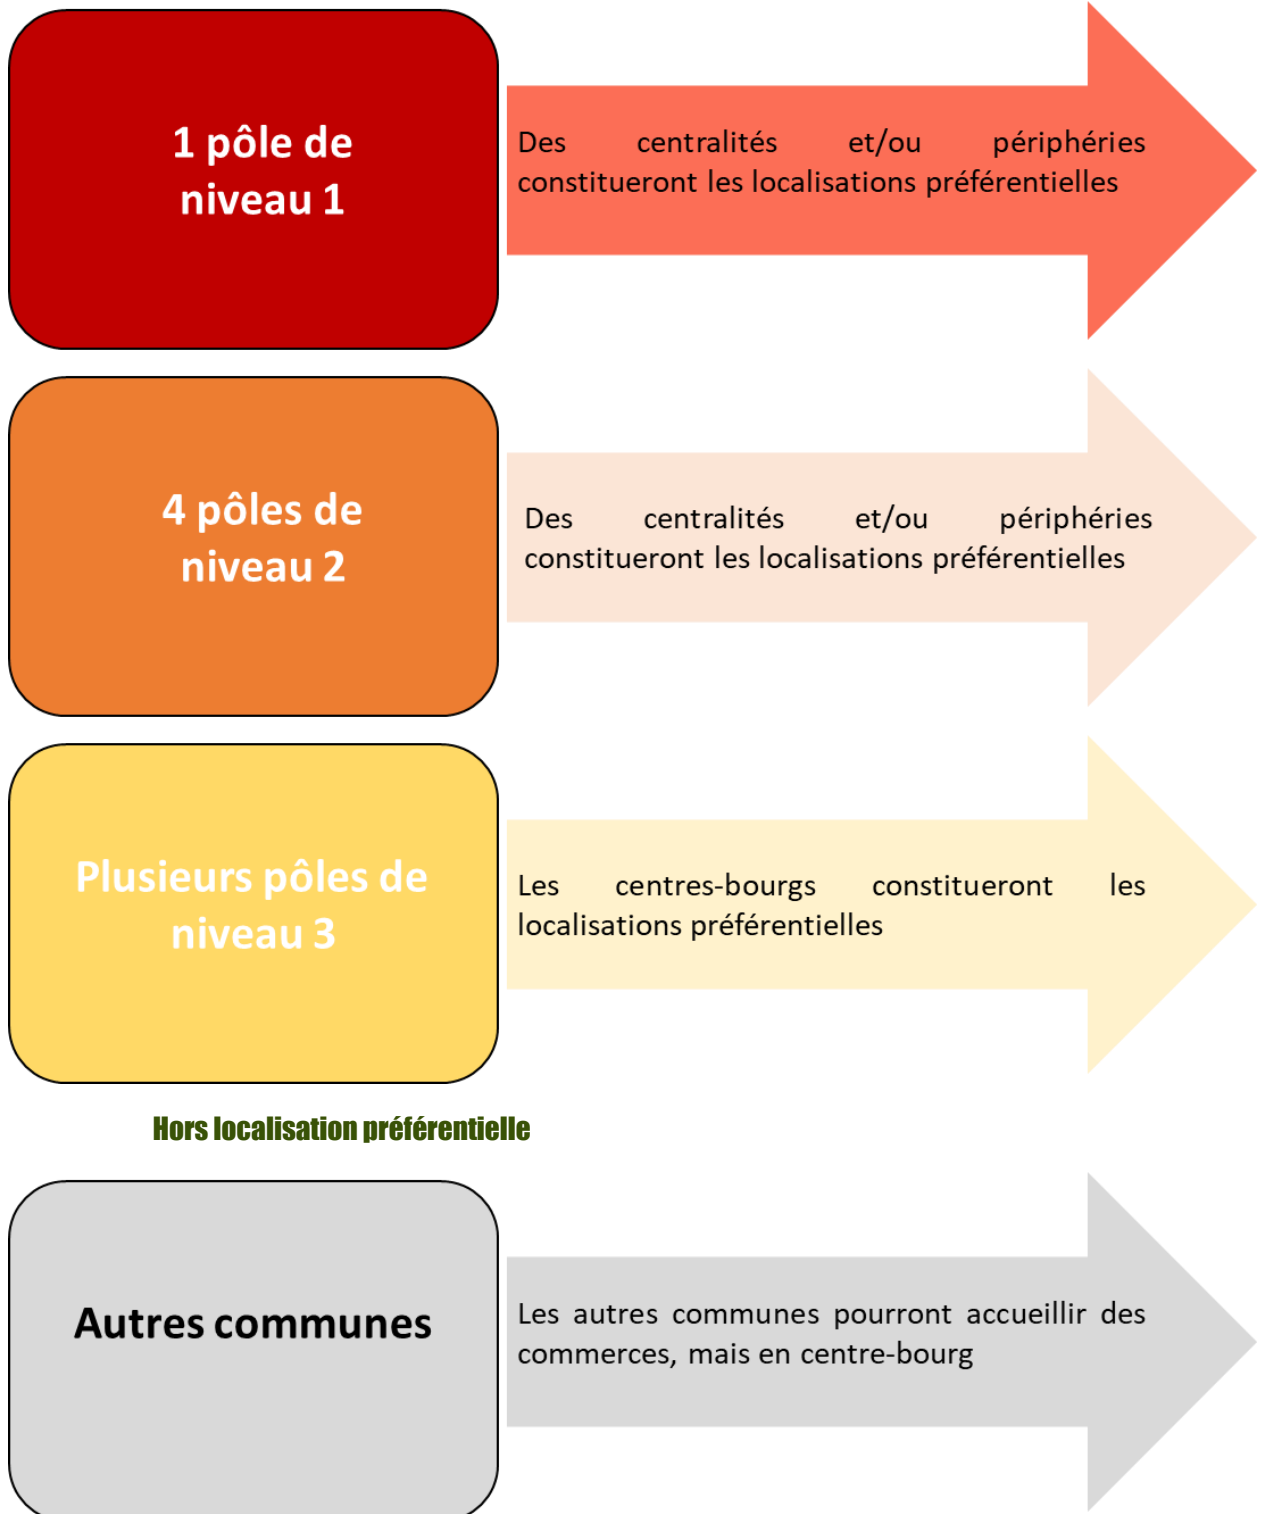 1 pôle de
niveau 1
Des centralités et/ou périphéries
constitueront les localisations préférentielles
4 pôles de
niveau 2
Des centralités et/ou périphéries
constitueront les localisations préférentielles
Plusieurs pôles de
niveau 3
Les centres-bourgs constitueront les
localisations préférentielles
Hors localisation préférentielle
Autres communes
Les autres communes pourront accueillir des
commerces, mais en centre-bourg